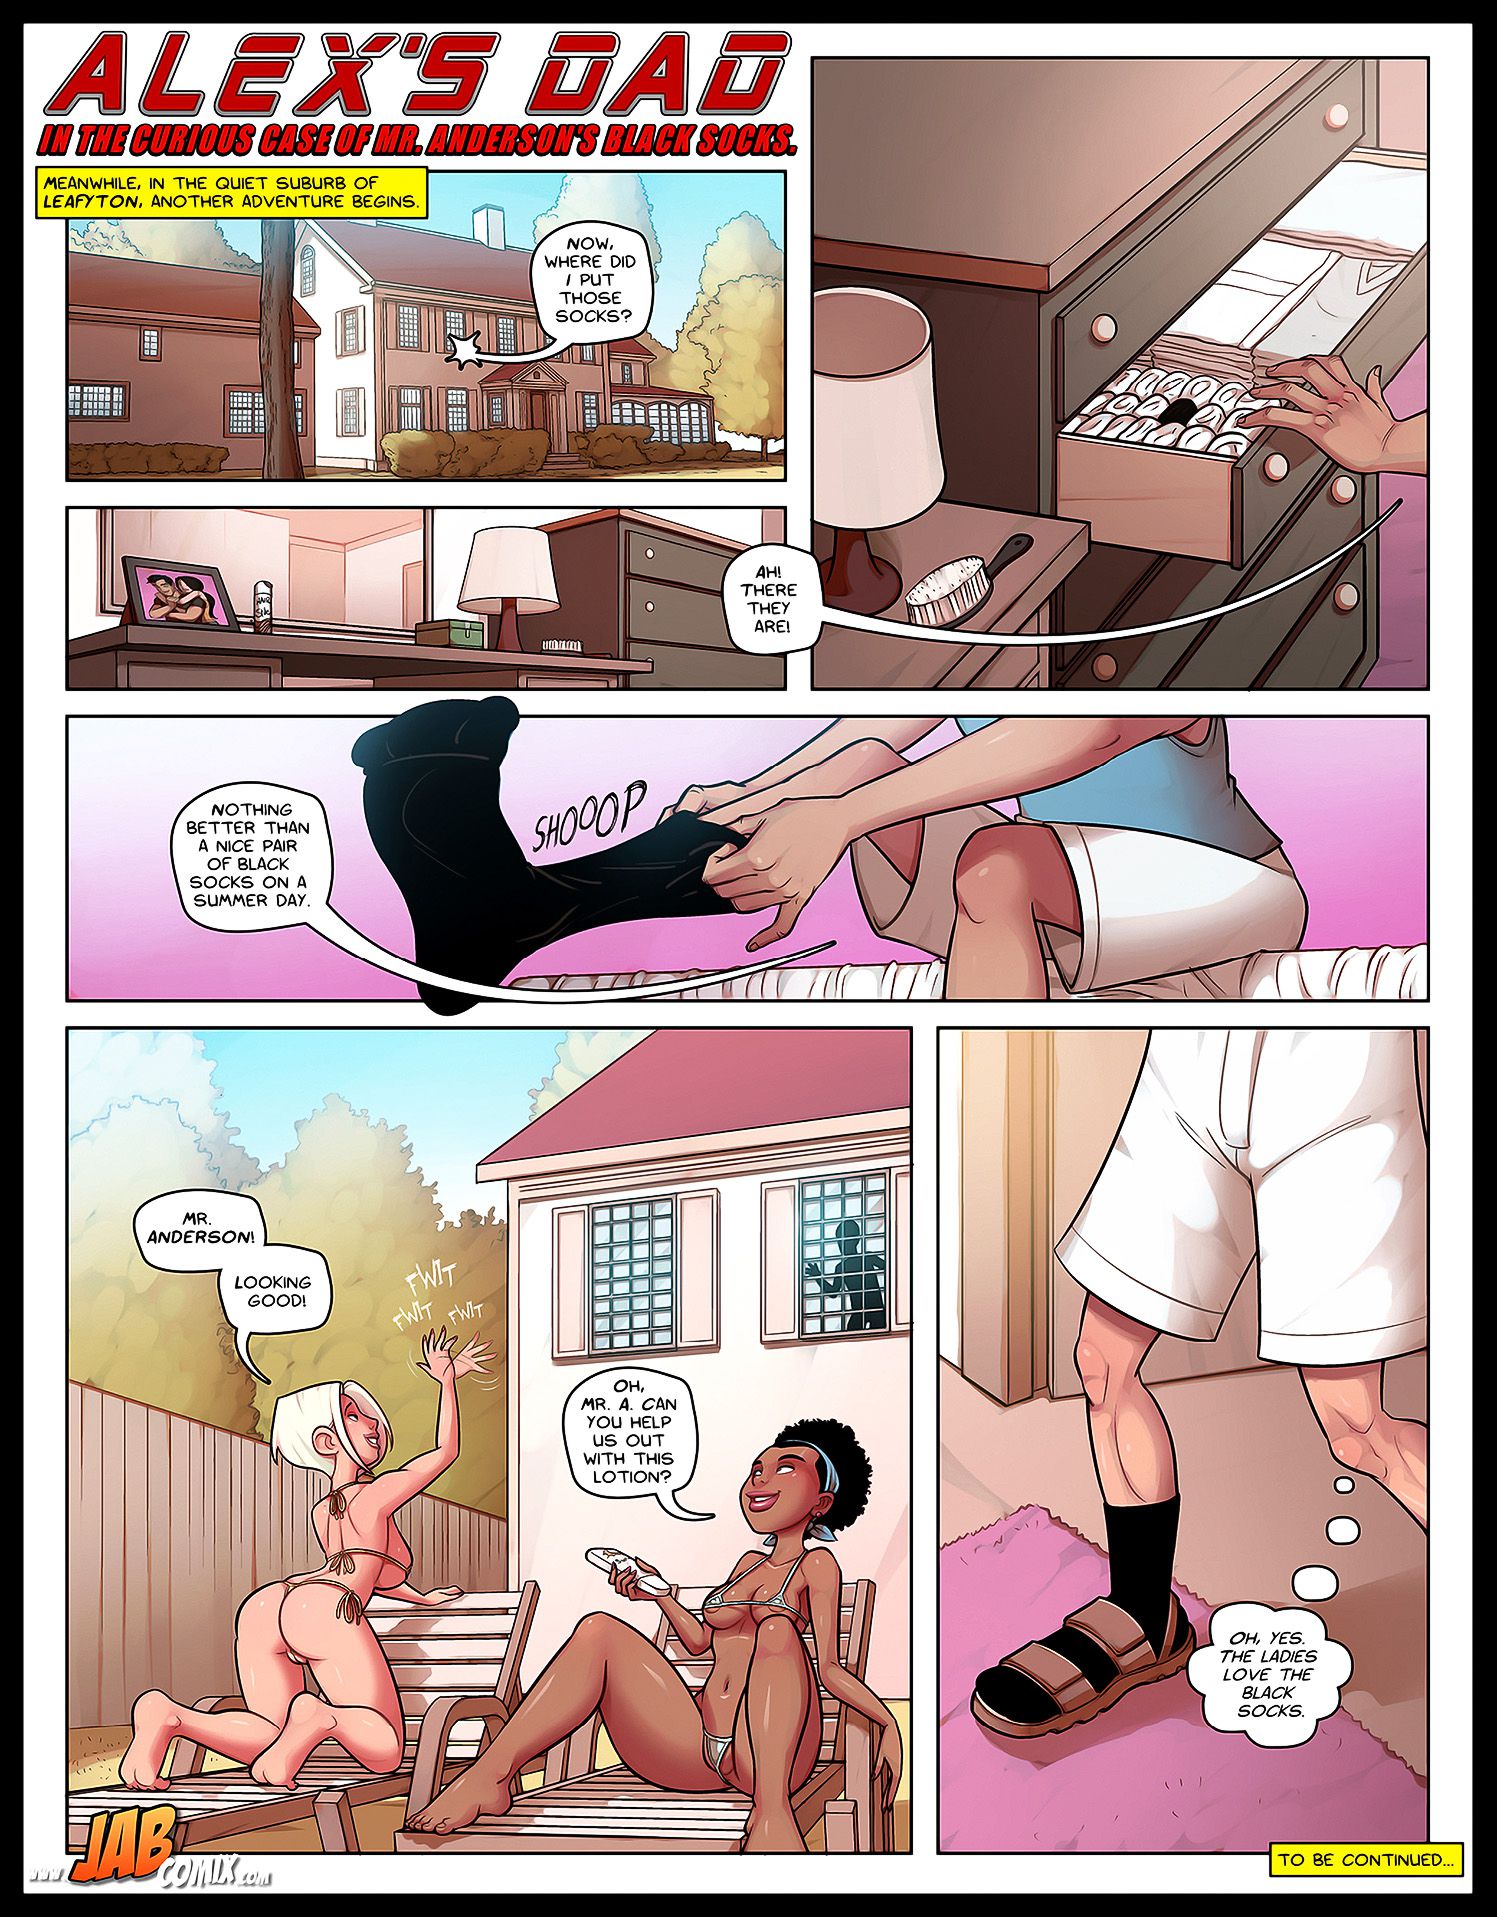 ALEX'S DAD
IN THE CURIOUS CASE OF MR. ANDERSON'S BLACK SOCKS.
MEANWHILE, IN THE QUIET SUBURB OF
LEAFYTON, ANOTHER ADVENTURE BEGINS.
NOW,
WHERE DID
I PUT
THOSE
SOCKS?
AH!
THERE
THEY
ARE!
NOTHING
BETTER THAN
A NICE PAIR
OF BLACK
SOCKS ON A
SUMMER DAY.
SHOOOP
MR.
ANDERSON!
LOOKING
GOOD!
FWIT
FWIT FWIT
OH,
MR. A. CAN
YOU HELP
US OUT
WITH THIS
LOTION?
OH, YES.
THE LADIES
LOVE THE
BLACK
SOCKS.
TO BE CONTINUED...
www.JABCOMIX.com